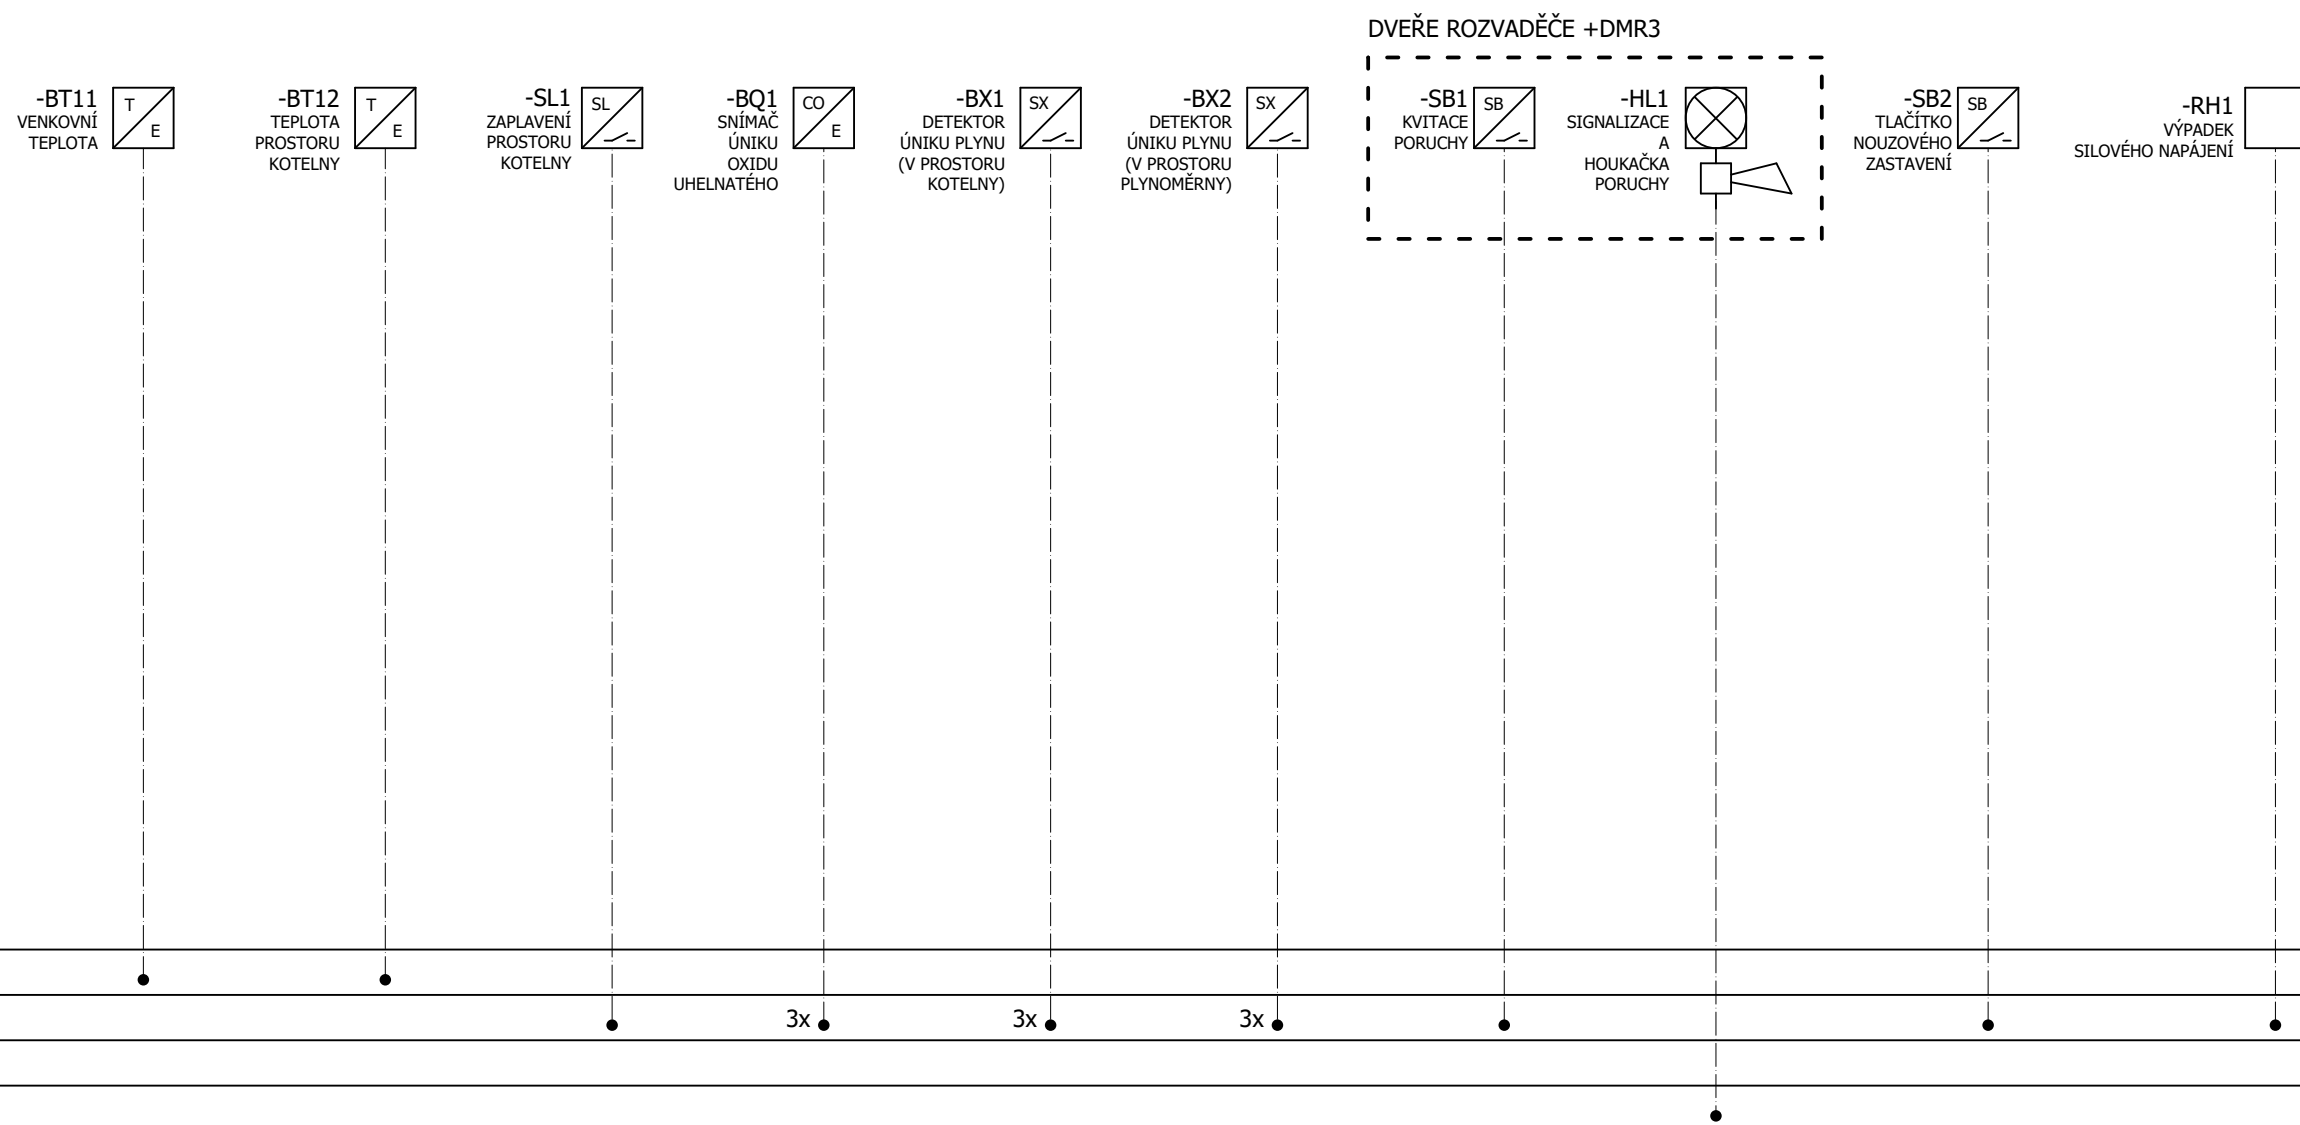 DVEŘE ROZVADĚČE +DMR3
-BT11
VENKOVNÍ
TEPLOTA
T
E
-BT12
TEPLOTA
PROSTORU
KOTELNY
T
E
-SL1
ZAPLAVENÍ
PROSTORU
KOTELNY
SL
-BQ1
SNÍMAČ
ÚNIKU
OXIDU
UHELNATÉHO
CO
E
-BX1
DETEKTOR
ÚNIKU PLYNU
(V PROSTORU
KOTELNY)
SX
-BX2
DETEKTOR
ÚNIKU PLYNU
(V PROSTORU
PLYNOMĚRNY)
SX
-SB1
KVITACE
PORUCHY
SB
-HL1
SIGNALIZACE
A
HOUKAČKA
PORUCHY
-SB2
TLAČÍTKO
NOUZOVÉHO
ZASTAVENÍ
SB
-RH1
VÝPADEK
SILOVÉHO NAPÁJENÍ
3x
3x
3x